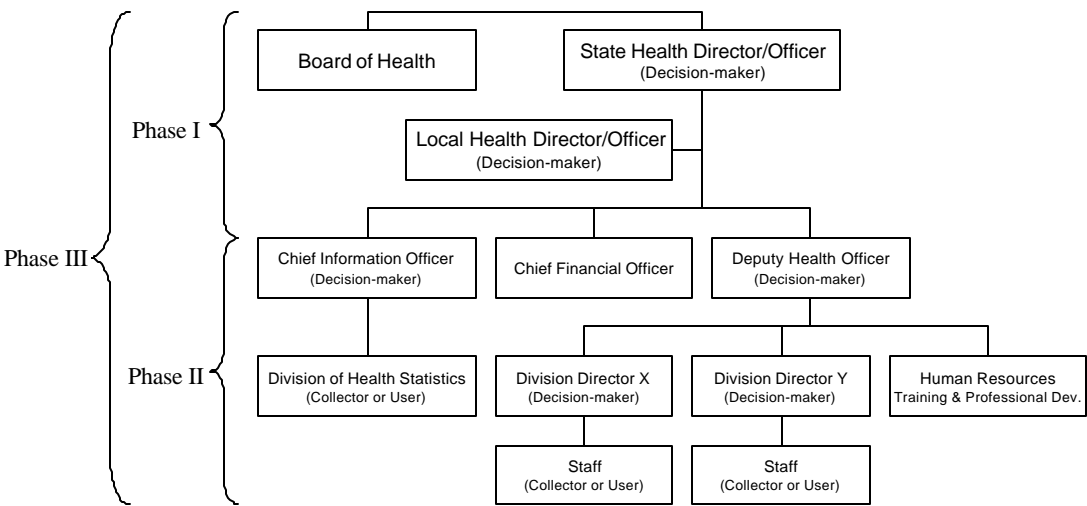 Board of Health
State Health Director/Officer
(Decision-maker)
Phase I
Local Health Director/Officer
(Decision-maker)
Phase III
Chief Information Officer
(Decision-maker)
Chief Financial Officer
Deputy Health Officer
(Decision-maker)
Phase II
Division of Health Statistics
(Collector or User)
Division Director X
(Decision-maker)
Division Director Y
(Decision-maker)
Human Resources
Training & Professional Dev.
Staff
(Collector or User)
Staff
(Collector or User)